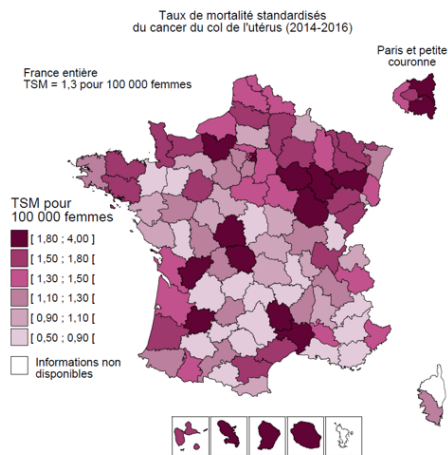 Taux de mortalité standardisés
du cancer du col de l'utérus (2014-2016)
Paris et petite
couronne
France entière
TSM = 1,3 pour 100 000 femmes
TSM pour
100 000 femmes
[ 1,80 ; 4,00 [
[ 1,50 ; 1,80 [
[ 1,30 ; 1,50 [
[ 1,10 ; 1,30 [
[ 0,90 ; 1,10 [
[ 0,50 ; 0,90 [
Informations non
disponibles